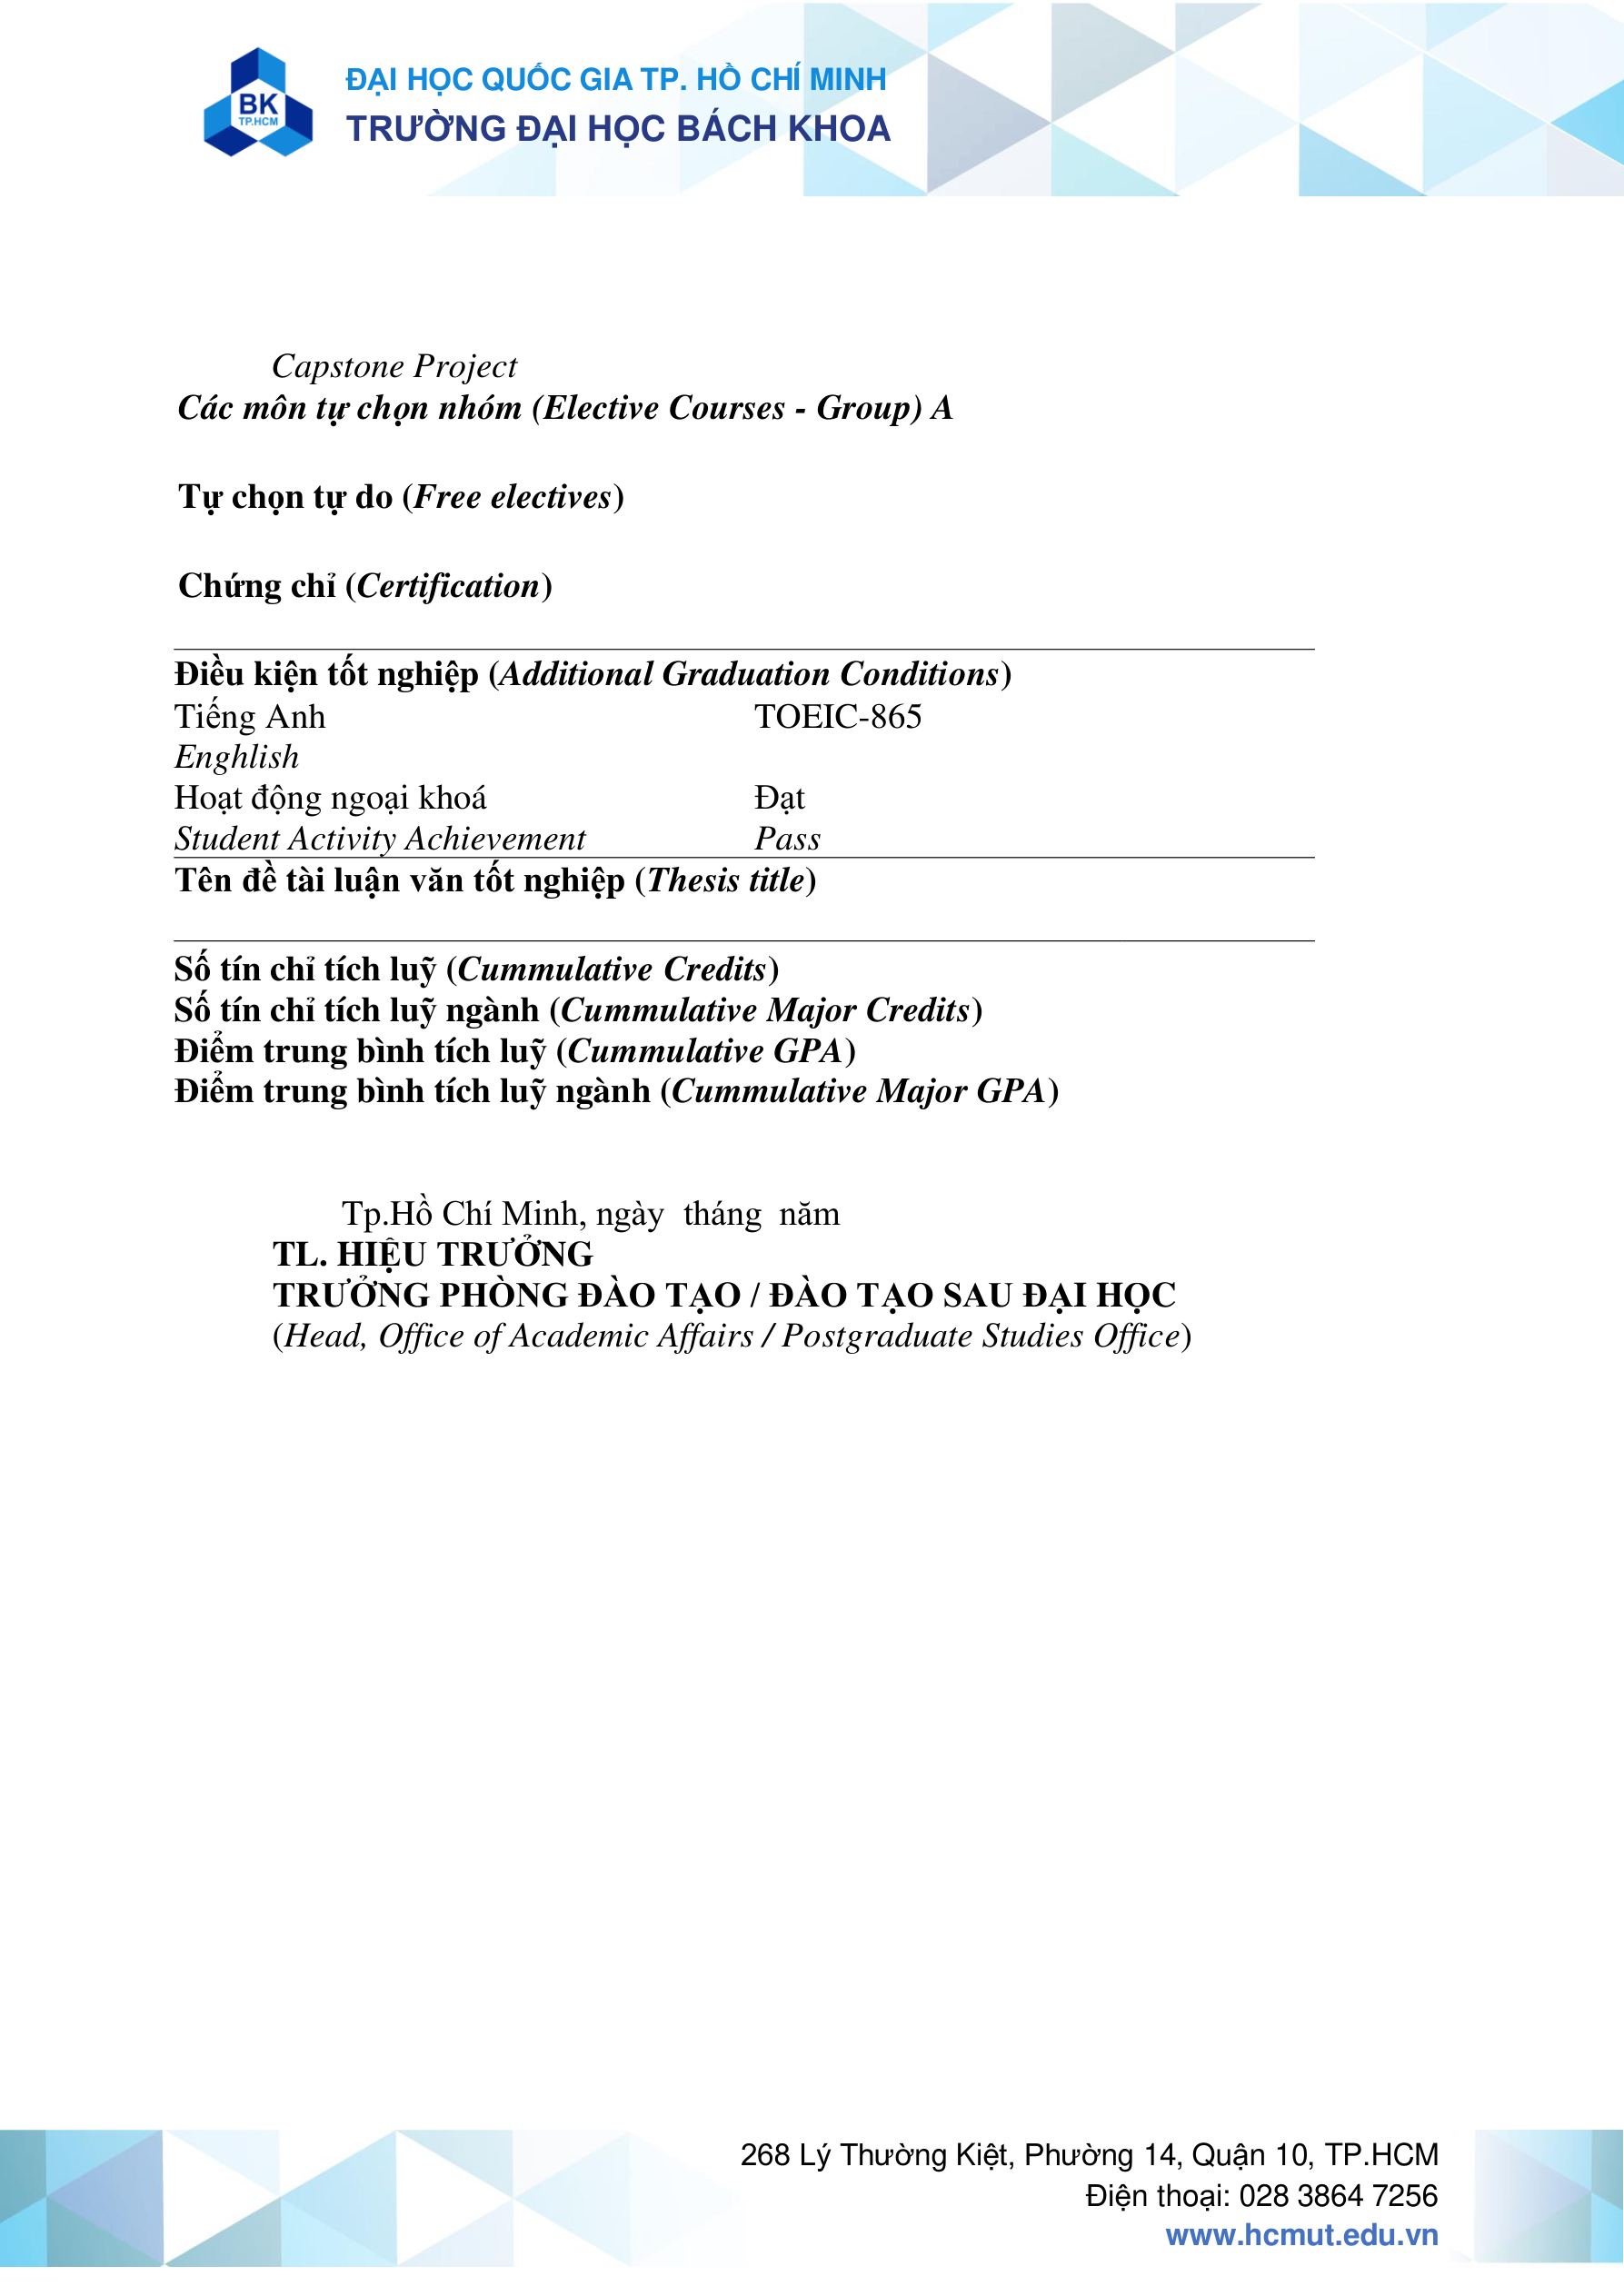 BK
TP.HCM
ĐẠI HỌC QUỐC GIA TP. HỒ CHÍ MINH
TRƯỜNG ĐẠI HỌC BÁCH KHOA
Capstone Project
Các môn tự chọn nhóm (Elective Courses - Group) A
Tự chọn tự do (Free electives)
Chứng chỉ (Certification)
Điều kiện tốt nghiệp (Additional Graduation Conditions)
Tiếng Anh TOEIC-865
Enghlish
Hoạt động ngoại khoá Đạt
Student Activity Achievement Pass
Tên đề tài luận văn tốt nghiệp (Thesis title)
Số tín chỉ tích luỹ (Cummulative Credits)
Số tín chỉ tích luỹ ngành (Cummulative Major Credits)
Điểm trung bình tích luỹ (Cummulative GPA)
Điểm trung bình tích luỹ ngành (Cummulative Major GPA)
Tp.Hồ Chí Minh, ngày tháng năm
TL. HIỆU TRƯỞNG
TRƯỞNG PHÒNG ĐÀO TẠO / ĐÀO TẠO SAU ĐẠI HỌC
(Head, Office of Academic Affairs / Postgraduate Studies Office)
268 Lý Thường Kiệt, Phường 14, Quận 10, TP.HCM
Điện thoại: 028 3864 7256
www.hcmut.edu.vn